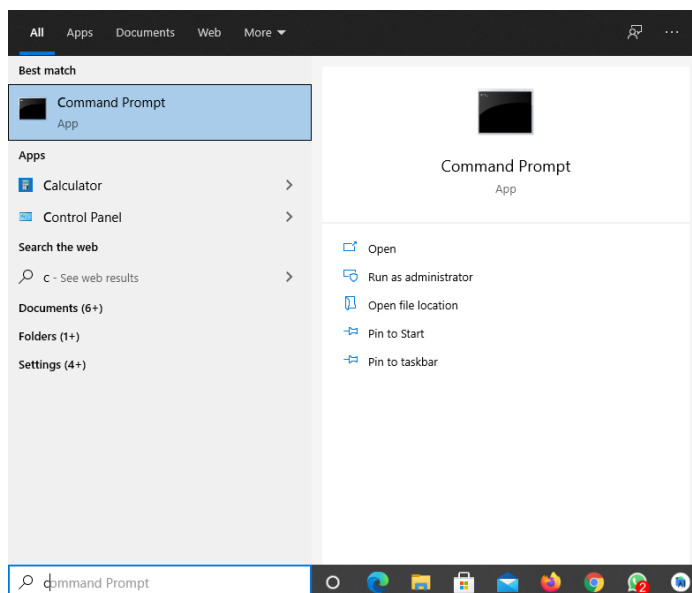 All Apps Documents Web More
Best match
Command Prompt
App
Apps
Calculator
Control Panel
Search the web
c - See web results
Documents (6+)
Folders (1+)
Settings (4+)
Command Prompt
App
Open
Run as administrator
Open file location
Pin to Start
Pin to taskbar
command Prompt
2